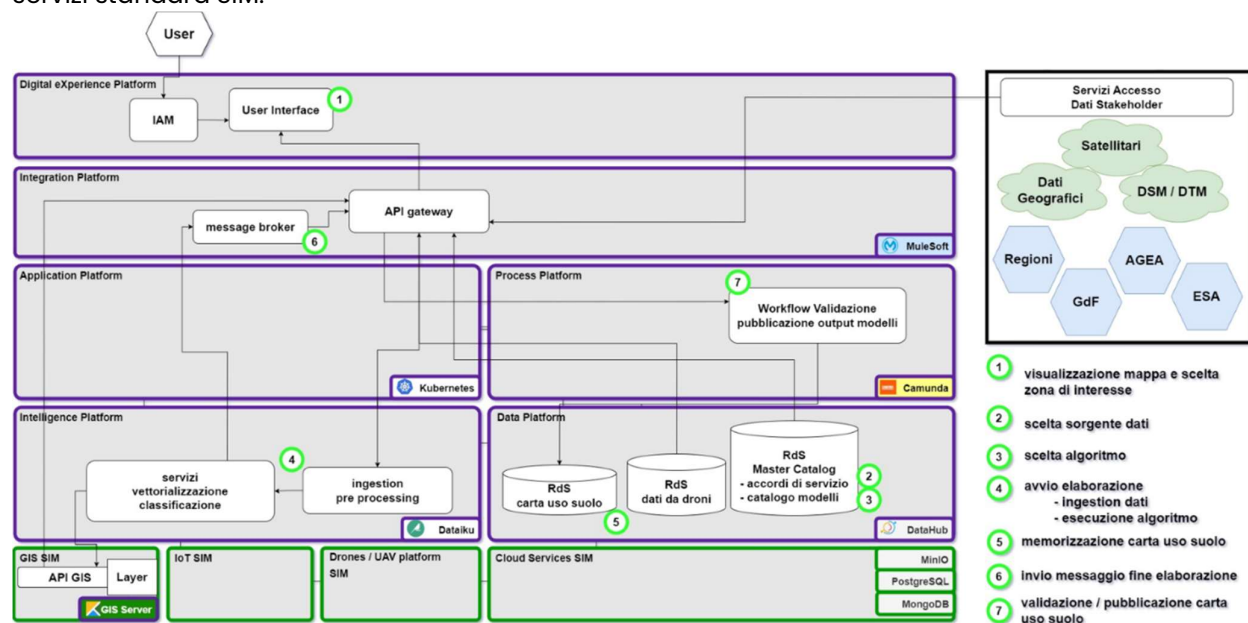 servizi standard SIM.
User
Digital eXperience Platform
IAM
User Interface
1
Servizi Accesso
Dati Stakeholder
Satellitari
Dati
Geografici
DSM / DTM
Regioni
AGEA
GdF
ESA
Integration Platform
API gateway
message broker
6
MuleSoft
Application Platform
Kubernetes
Process Platform
7
Workflow Validazione
pubblicazione output modelli
Camunda
Intelligence Platform
servizi
vettorializzazione
classificazione
4
ingestion
pre processing
Dataiku
Data Platform
RdS
carta uso suolo
5
RdS
dati da droni
RdS
Master Catalog
- accordi di servizio
- catalogo modelli
2
3
DataHub
GIS SIM
API GIS
Layer
GIS Server
IoT SIM
Drones / UAV platform
SIM
Cloud Services SIM
MinIO
PostgreSQL
MongoDB
1 visualizzazione mappa e scelta
zona di interesse
2 scelta sorgente dati
3 scelta algoritmo
4 avvio elaborazione
- ingestion dati
- esecuzione algoritmo
5 memorizzazione carta uso suolo
6 invio messaggio fine elaborazione
7 validazione / pubblicazione carta
uso suolo